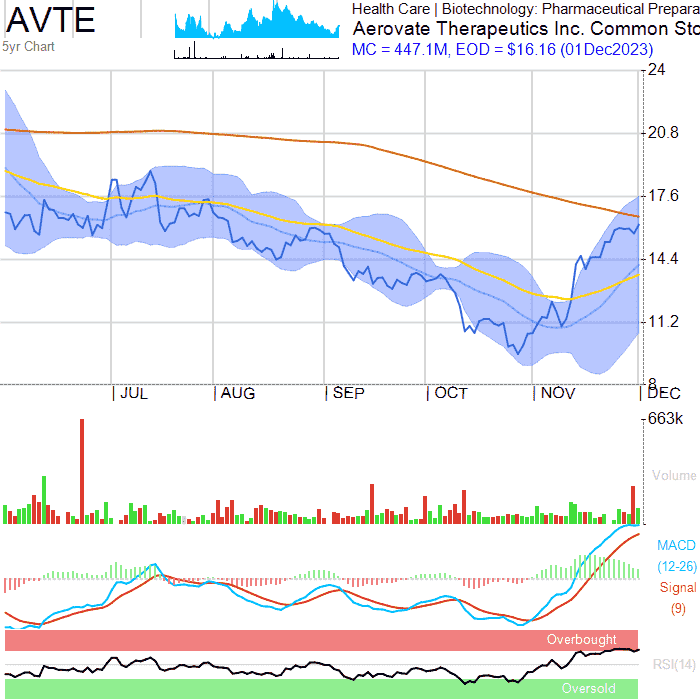 AVTE
5yr Chart
Health Care | Biotechnology: Pharmaceutical Prepara
Aerovate Therapeutics Inc. Common Sto
MC = 447.1M, EOD = $16.16 (01Dec2023)
24
20.8
17.6
14.4
11.2
8
JUL AUG SEP OCT NOV DEC
663k
Volume
MACD
(12-26)
Signal
(9)
Overbought
RSI(14)
Oversold